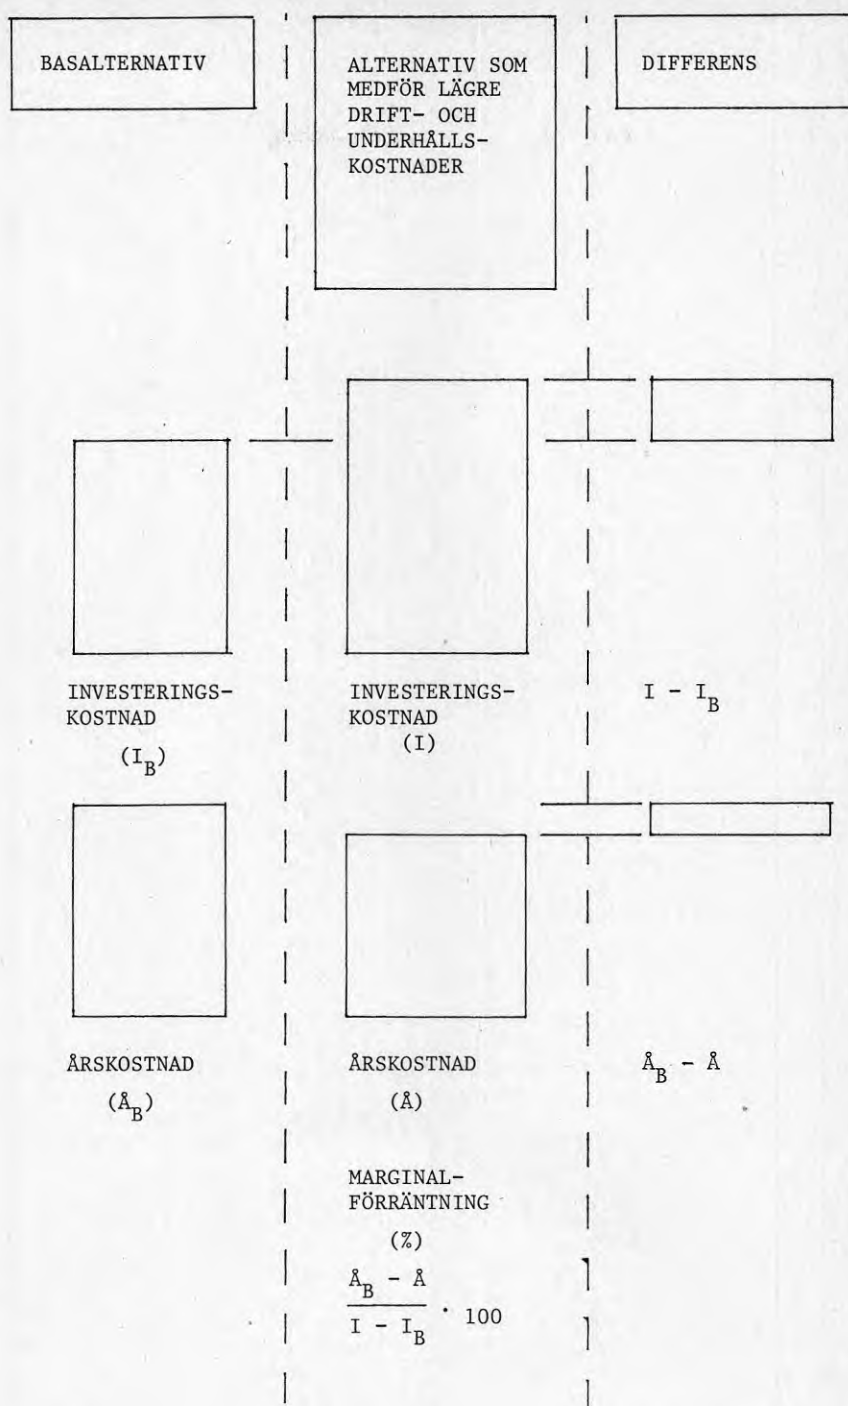 BASALTERNATIV
ALTERNATIV SOM
MEDFÖR LÄGRE
DRIFT- OCH
UNDERHÅLLS-
KOSTNADER
DIFFERENS
INVESTERINGS-
KOSTNAD
(I_B)
INVESTERINGS-
KOSTNAD
(I)
I - I_B
ÅRSKOSTNAD
(Å_B)
ÅRSKOSTNAD
(Å)
Å_B - Å
MARGINAL-
FÖRRÄNTNING
(%)
Å_B - Å
I - I_B · 100